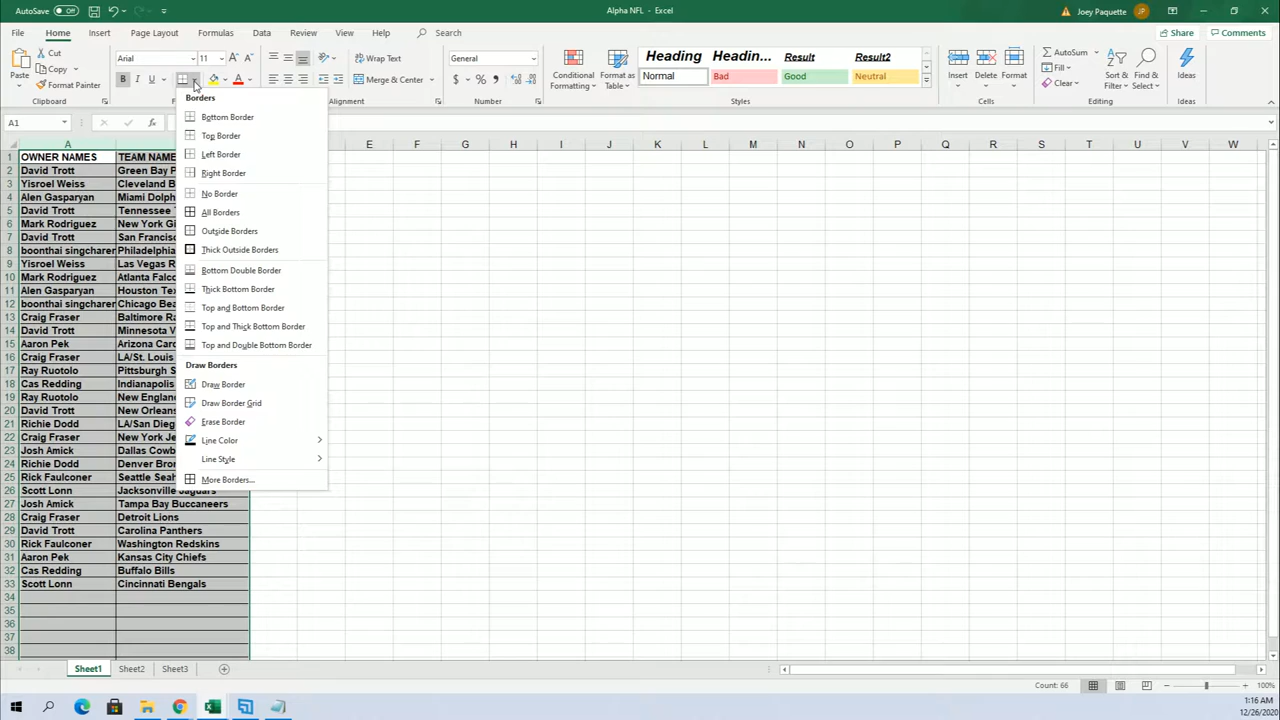 AutoSave Off Alpha NFL - Excel Joey Paquette JP
File Home Insert Page Layout Formulas Data Review View Help Search Share Comments
Paste Cut Copy Format Painter Clipboard
Arial 11
B I U A
Wrap Text
Merge & Center
Alignment
General
$ % Number
Conditional Formatting Format as Table
Heading Headin... Result Result2
Normal Bad Good Neutral
Styles
Insert Delete Format
Cells
AutoSum Fill Clear
Sort & Filter Find & Select
Editing
Ideas
Ideas
A1 fx
Borders
Bottom Border
Top Border
Left Border
Right Border
No Border
All Borders
Outside Borders
Thick Outside Borders
Bottom Double Border
Thick Bottom Border
Top and Bottom Border
Top and Thick Bottom Border
Top and Double Bottom Border
Draw Borders
Draw Border
Draw Border Grid
Erase Border
Line Color
Line Style
More Borders...
A E F G H I J K L M N O P Q R S T U V W
1 OWNER NAMES TEAM NAME
2 David Trott Green Bay P
3 Yisroel Weiss Cleveland B
4 Alen Gasparyan Miami Dolph
5 David Trott Tennessee
6 Mark Rodriguez New York Gi
7 David Trott San Francis
8 boonthai singcharer Philadelphia
9 Yisroel Weiss Las Vegas R
10 Mark Rodriguez Atlanta Falco
11 Alen Gasparyan Houston Tex
12 boonthai singcharer Chicago Bea
13 Craig Fraser Baltimore Ra
14 David Trott Minnesota V
15 Aaron Pek Arizona Card
16 Craig Fraser LA/St. Louis
17 Ray Ruotolo Pittsburgh S
18 Cas Redding Indianapolis
19 Ray Ruotolo New England
20 David Trott New Orleans
21 Richie Dodd LA/San Dieg
22 Craig Fraser New York Je
23 Josh Amick Dallas Cowb
24 Richie Dodd Denver Bron
25 Rick Faulconer Seattle Seah
26 Scott Lonn Jacksonville Jaguars
27 Josh Amick Tampa Bay Buccaneers
28 Craig Fraser Detroit Lions
29 David Trott Carolina Panthers
30 Rick Faulconer Washington Redskins
31 Aaron Pek Kansas City Chiefs
32 Cas Redding Buffalo Bills
33 Scott Lonn Cincinnati Bengals
34
35
36
37
38
Sheet1 Sheet2 Sheet3
Count: 66 100%
1:16 AM
12/26/2020